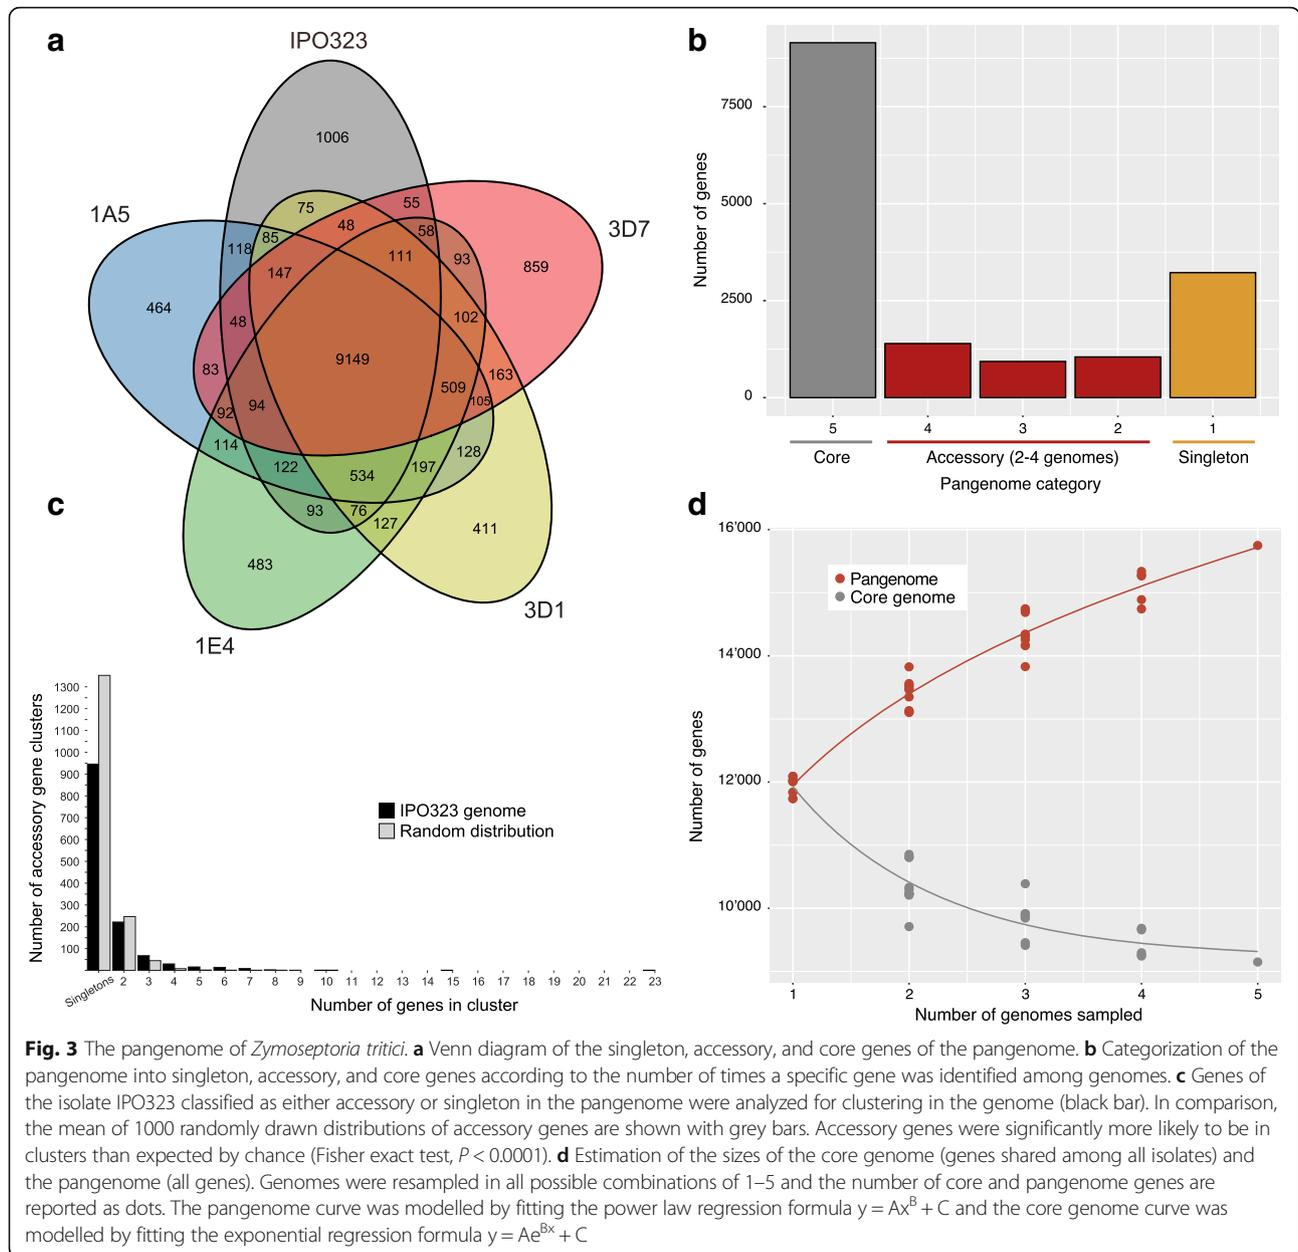 a
IPO323
1006
1A5
3D7
75
55
48
58
85
118
111
93
147
859
464
48
102
9149
83
163
509
105
94
92
114
128
122
534
197
93
76
127
411
483
3D1
1E4
b
Number of genes
7500
5000
2500
0
5 4 3 2 1
Core Accessory (2-4 genomes) Singleton
Pangenome category
c
Number of accessory gene clusters
1300
1200
1100
1000
900
800
700
600
500
400
300
200
100
IPO323 genome
Random distribution
Singletons 2 3 4 5 6 7 8 9 10 11 12 13 14 15 16 17 18 19 20 21 22 23
Number of genes in cluster
d
Number of genes
16’000
14’000
12’000
10’000
Pangenome
Core genome
1 2 3 4 5
Number of genomes sampled
Fig. 3 The pangenome of Zymoseptoria tritici. a Venn diagram of the singleton, accessory, and core genes of the pangenome. b Categorization of the
pangenome into singleton, accessory, and core genes according to the number of times a specific gene was identified among genomes. c Genes of
the isolate IPO323 classified as either accessory or singleton in the pangenome were analyzed for clustering in the genome (black bar). In comparison,
the mean of 1000 randomly drawn distributions of accessory genes are shown with grey bars. Accessory genes were significantly more likely to be in
clusters than expected by chance (Fisher exact test, P < 0.0001). d Estimation of the sizes of the core genome (genes shared among all isolates) and
the pangenome (all genes). Genomes were resampled in all possible combinations of 1–5 and the number of core and pangenome genes are
reported as dots. The pangenome curve was modelled by fitting the power law regression formula y = Ax^B + C and the core genome curve was
modelled by fitting the exponential regression formula y = Ae^Bx + C